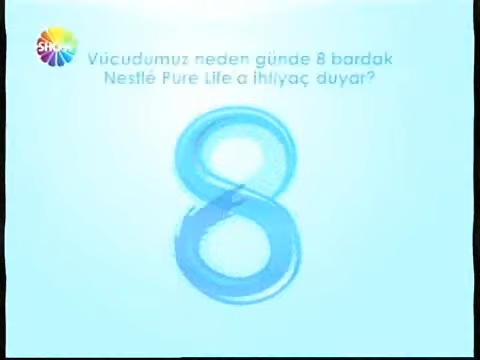 SHOW
Vücudumuz neden günde 8 bardak
Nestlé Pure Life'a ihtiyaç duyar?
8